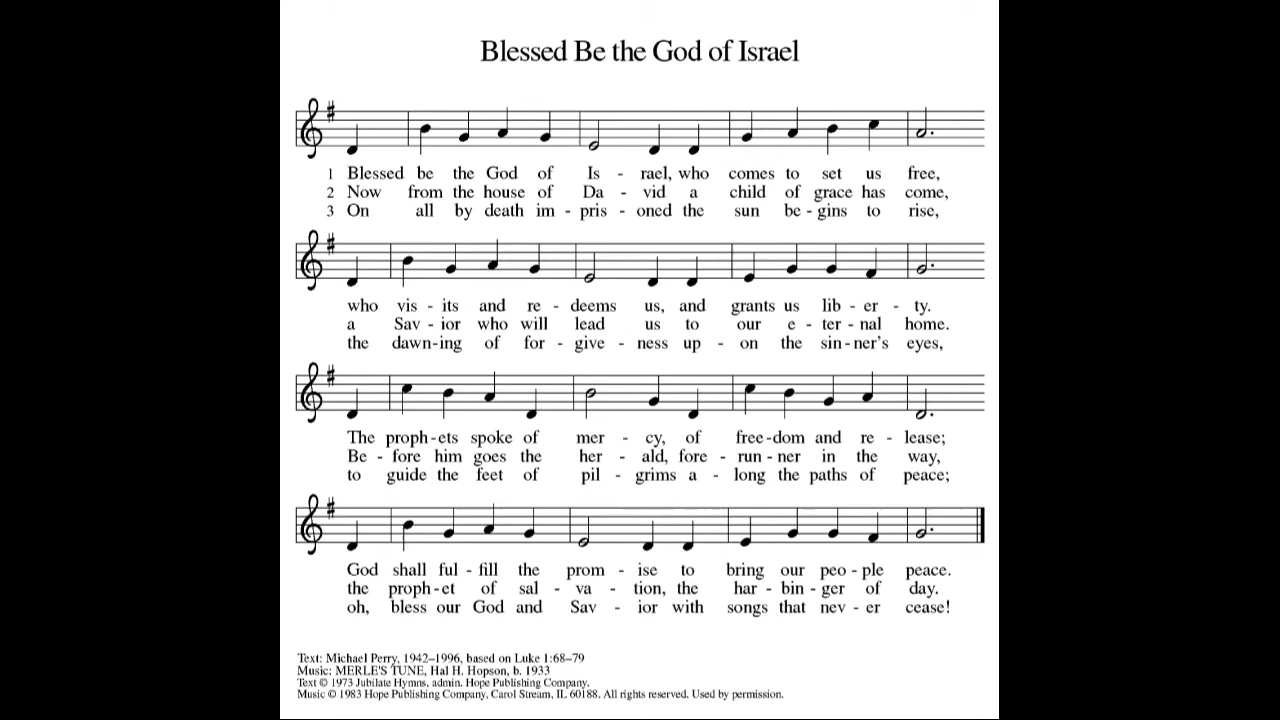 Blessed Be the God of Israel
1 Blessed be the God of Is - rael, who comes to set us free,
2 Now from the house of Da - vid a child of grace has come,
3 On all by death im - pris - oned the sun be - gins to rise,
who vis - its and re - deems us, and grants us lib - er - ty.
a Sav - ior who will lead us to our e - ter - nal home.
the dawn - ing of for - give - ness up - on the sin - ner's eyes,
The proph - ets spoke of mer - cy, of free - dom and re - lease;
Be - fore him goes the her - ald, fore - run - ner in the way,
to guide the feet of pil - grims a - long the paths of peace;
God shall ful - fill the prom - ise to bring our peo - ple peace.
the proph - et of sal - va - tion, the har - bin - ger of day.
oh, bless our God and Sav - ior with songs that nev - er cease!
Text: Michael Perry, 1942–1996, based on Luke 1:68–79
Music: MERLE'S TUNE, Hal H. Hopson, b. 1933
Text © 1973 Jubilate Hymns, admin. Hope Publishing Company.
Music © 1983 Hope Publishing Company, Carol Stream, IL 60188. All rights reserved. Used by permission.